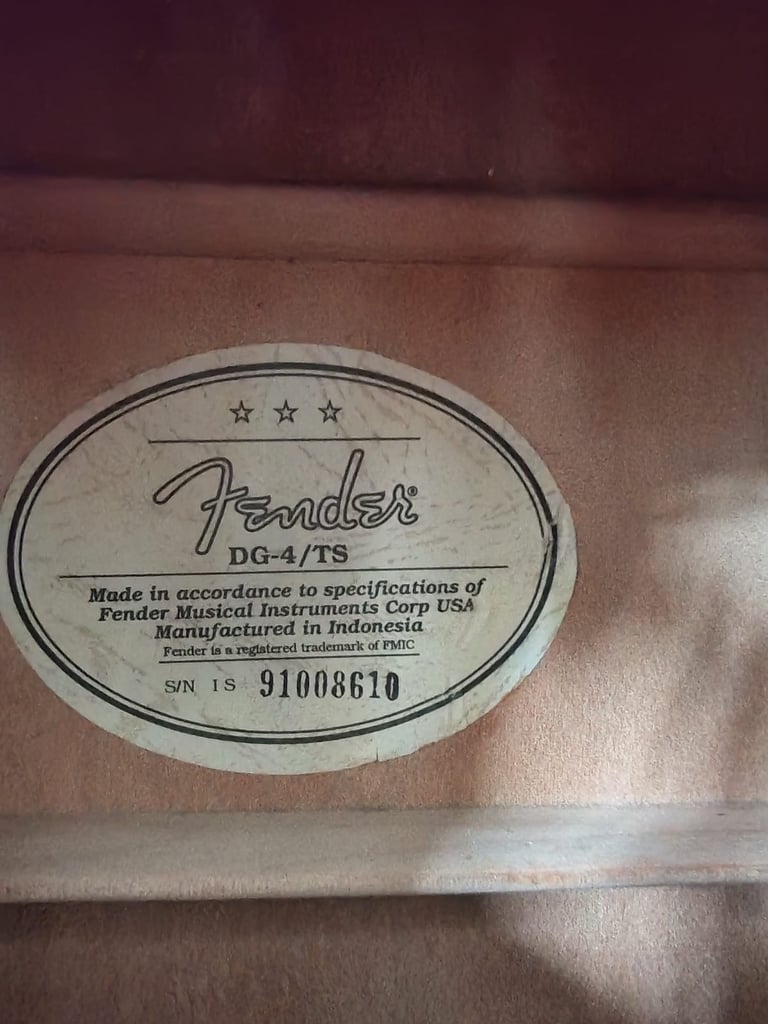 Fender®
DG-4/TS
Made in accordance to specifications of
Fender Musical Instruments Corp USA
Manufactured in Indonesia
Fender is a registered trademark of FMIC
S/N IS 91008610